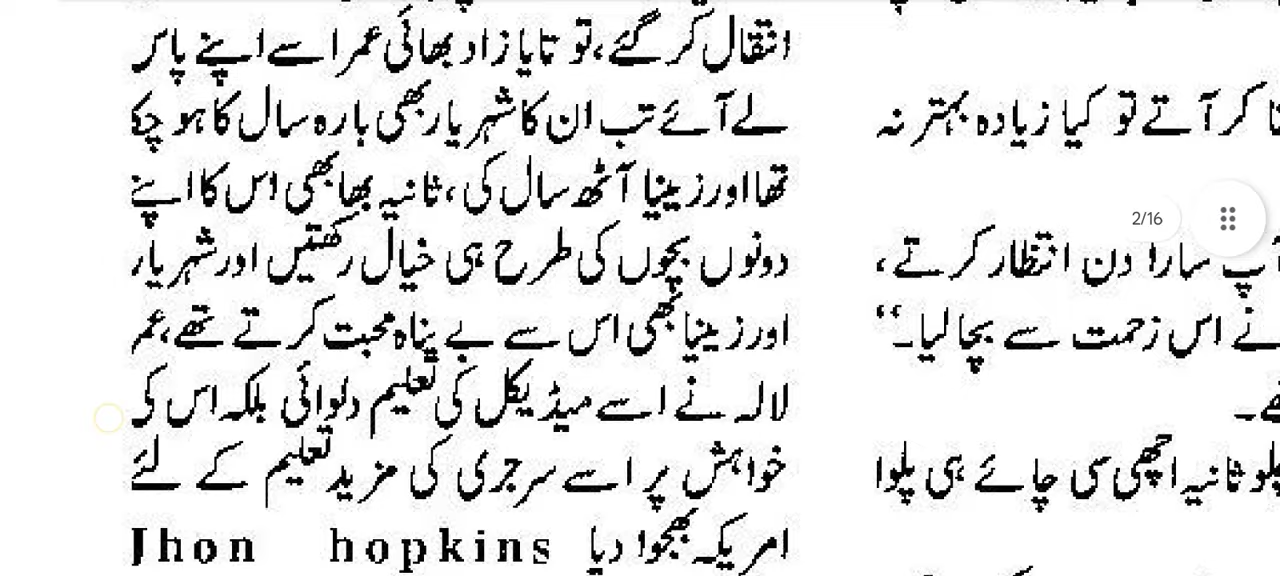 کر آتے تو کیا زیادہ بہتر نہ
سارا دن انتظار کرتے،
نے اس زحمت سے بچا لیا۔“
ثانیہ اچھی سی چائے ہی پلوا
انتقال کر گئے، تو تایا زاد بھائی عمر اسے اپنے پاس
لے آئے تب ان کا شہریار بھی بارہ سال کا ہو چکا
تھا اور زینیا آٹھ سال کی، ثانیہ بھابھی اس کا اپنے
دونوں بچوں کی طرح ہی خیال رکھتیں اور شہریار
اور زینیا بھی اس سے بے پناہ محبت کرتے تھے، عمر
لالہ نے اسے میڈیکل کی تعلیم دلوائی بلکہ اس کی
خواہش پر اسے سرجری کی مزید تعلیم کے لئے
امریکہ بھجوا دیا Jhon hopkins
2/16